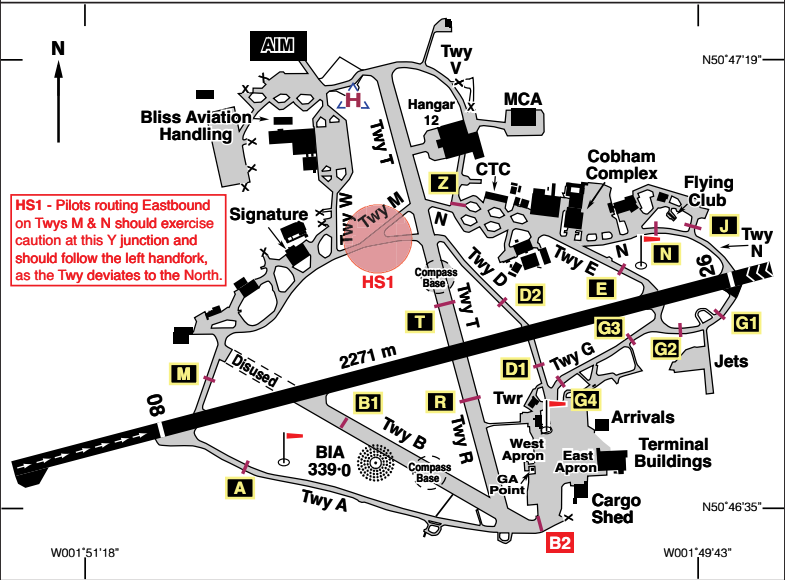 N
AIM
Twy
V
N50°47'19"
H
Hangar
12
MCA
Bliss Aviation
Handling
Twy T
CTC
Cobham
Complex
Flying
Club
Z
HS1 - Pilots routing Eastbound
on Twys M & N should exercise
caution at this Y junction and
should follow the left handfork,
as the Twy deviates to the North.
Signature
Twy W
Twy M
N
J
Twy
N
N
N
HS1
Compass
Base
Twy D
Twy E
E
26
D2
T
Twy T
G3
G1
G2
2271 m
Disused
M
D1
Twy G
Jets
08
B1
R
Twr
G4
Arrivals
Twy B
Twy R
BIA
339·0
West
Apron
East
Apron
Terminal
Buildings
Compass
Base
GA
Point
A
Twy A
Cargo
Shed
N50°46'35"
B2
W001°51'18"
W001°49'43"